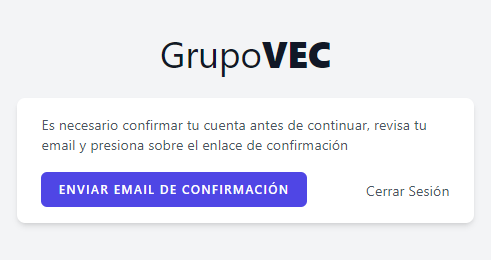 GrupoVEC
Es necesario confirmar tu cuenta antes de continuar, revisa tu
email y presiona sobre el enlace de confirmación
ENVIAR EMAIL DE CONFIRMACIÓN
Cerrar Sesión